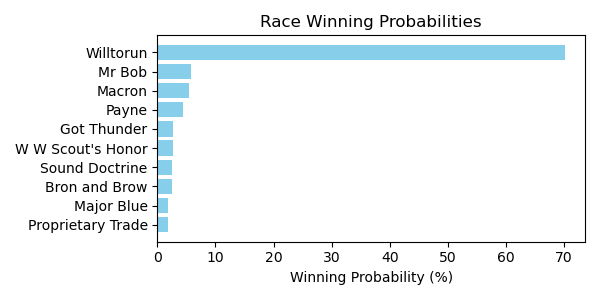 Race Winning Probabilities
Willtorun
Mr Bob
Macron
Payne
Got Thunder
W W Scout's Honor
Sound Doctrine
Bron and Brow
Major Blue
Proprietary Trade
0 10 20 30 40 50 60 70
Winning Probability (%)